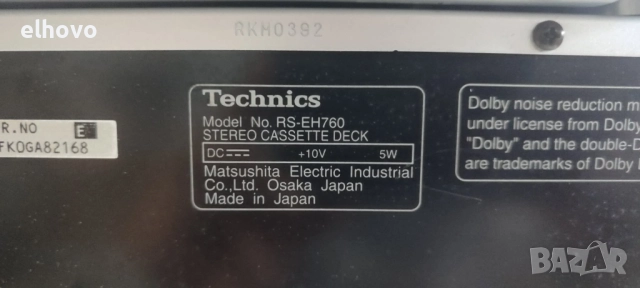 elhovo
RKH0392
Technics
Model No. RS-EH760
STEREO CASSETTE DECK
DC +10V 5W
Matsushita Electric Industrial
Co.,Ltd. Osaka Japan
Made in Japan
R.NO E
FK0GA82168
Dolby noise reduction m
under license from Dolby
"Dolby" and the double-D
are trademarks of Dolby L
BAZAR
bg